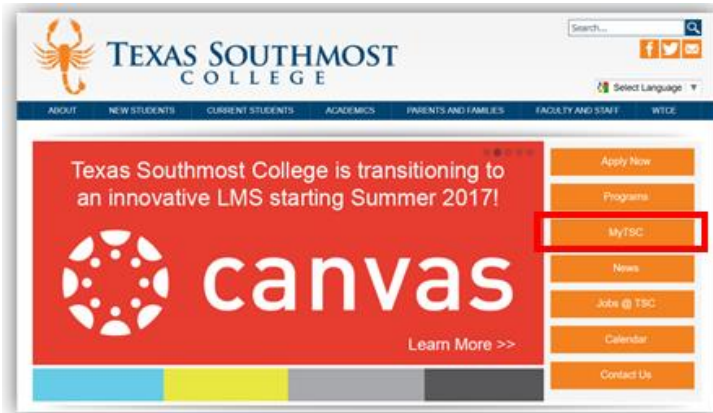 Search...
TEXAS SOUTHMOST
COLLEGE
Select Language
ABOUT NEW STUDENTS CURRENT STUDENTS ACADEMICS PARENTS AND FAMILIES FACULTY AND STAFF WTCE
Texas Southmost College is transitioning to
an innovative LMS starting Summer 2017!
canvas
Learn More >>
Apply Now
Programs
MyTSC
News
Jobs @ TSC
Calendar
Contact Us